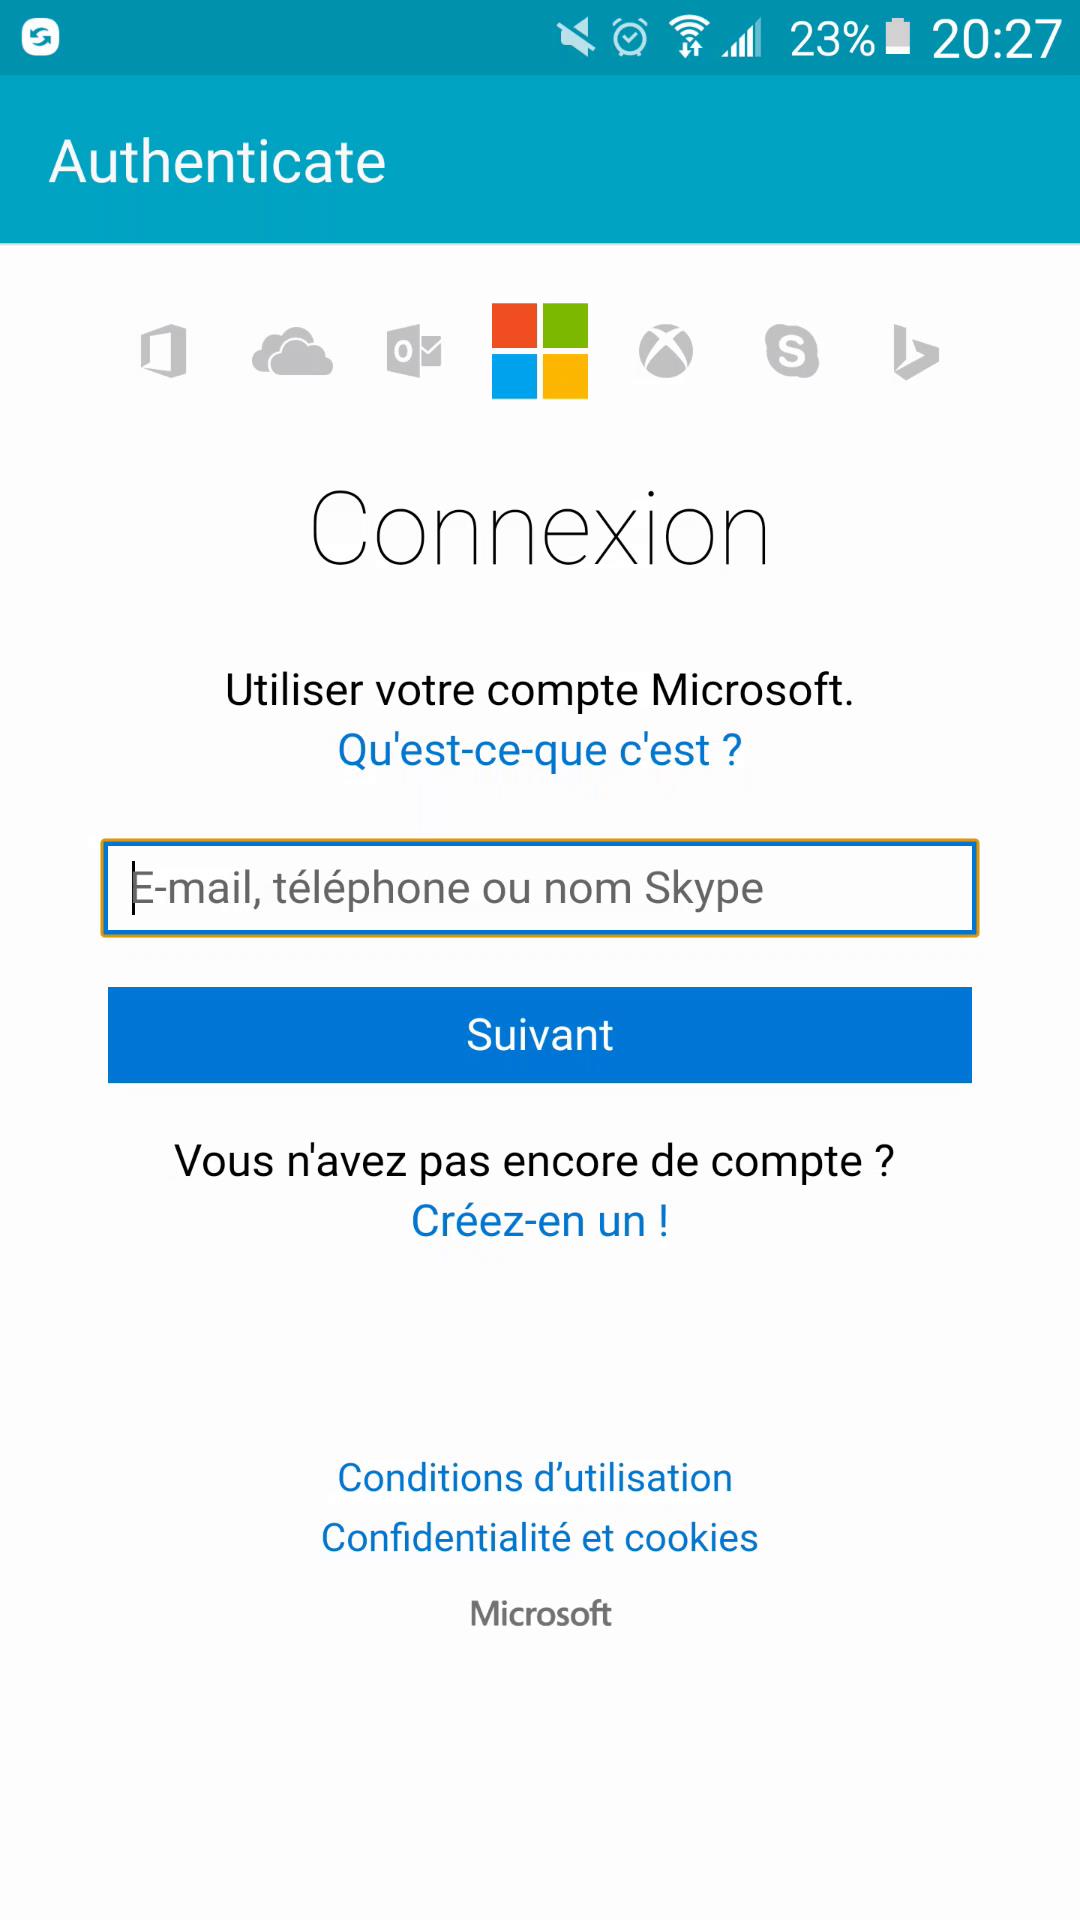 23% 20:27
Authenticate
Connexion
Utiliser votre compte Microsoft.
Qu'est-ce-que c'est ?
E-mail, téléphone ou nom Skype
Suivant
Vous n'avez pas encore de compte ?
Créez-en un !
Conditions d’utilisation
Confidentialité et cookies
Microsoft